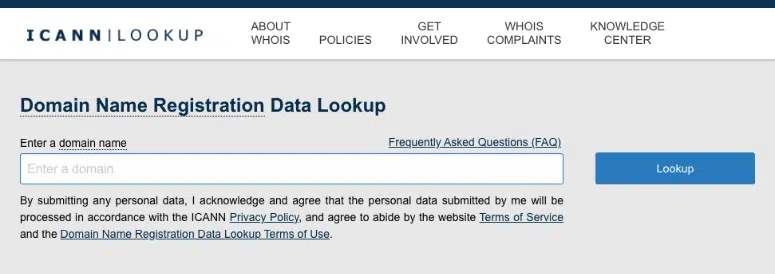 ICANN|LOOKUP
ABOUT
WHOIS
POLICIES
GET
INVOLVED
WHOIS
COMPLAINTS
KNOWLEDGE
CENTER
Domain Name Registration Data Lookup
Enter a domain name
Frequently Asked Questions (FAQ)
Enter a domain
Lookup
By submitting any personal data, I acknowledge and agree that the personal data submitted by me will be
processed in accordance with the ICANN Privacy Policy, and agree to abide by the website Terms of Service
and the Domain Name Registration Data Lookup Terms of Use.